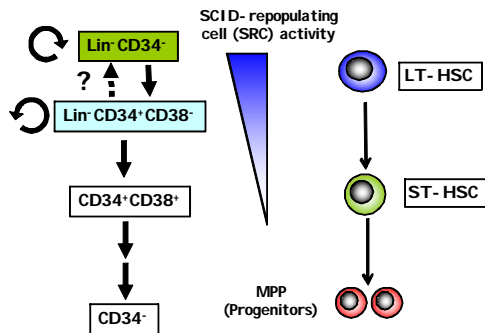 SCID-repopulating
cell (SRC) activity
Lin⁻CD34⁻
?
Lin⁻CD34⁺CD38⁻
CD34⁺CD38⁺
CD34⁻
LT-HSC
ST-HSC
MPP
(Progenitors)